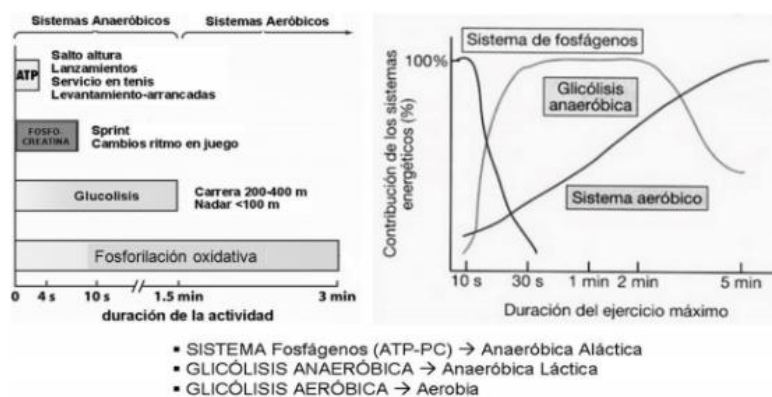 Sistemas Anaeróbicos
Sistemas Aeróbicos
ATP
Salto altura
Lanzamientos
Servicio en tenis
Levantamiento-arrancadas
FOSFO-
CREATINA
Sprint
Cambios ritmo en juego
Glucolisis
Carrera 200-400 m
Nadar <100 m
Fosforilación oxidativa
0 4 s 10 s 1.5 min 3 min
duración de la actividad
Contribución de los sistemas
energéticos (%)
100%
Sistema de fosfágenos
Glicólisis
anaeróbica
Sistema aeróbico
10 s 30 s 1 min 2 min 5 min
Duración del ejercicio máximo
▪ SISTEMA Fosfágenos (ATP-PC) → Anaeróbica Aláctica
▪ GLICÓLISIS ANAERÓBICA → Anaeróbica Láctica
▪ GLICÓLISIS AERÓBICA → Aerobia